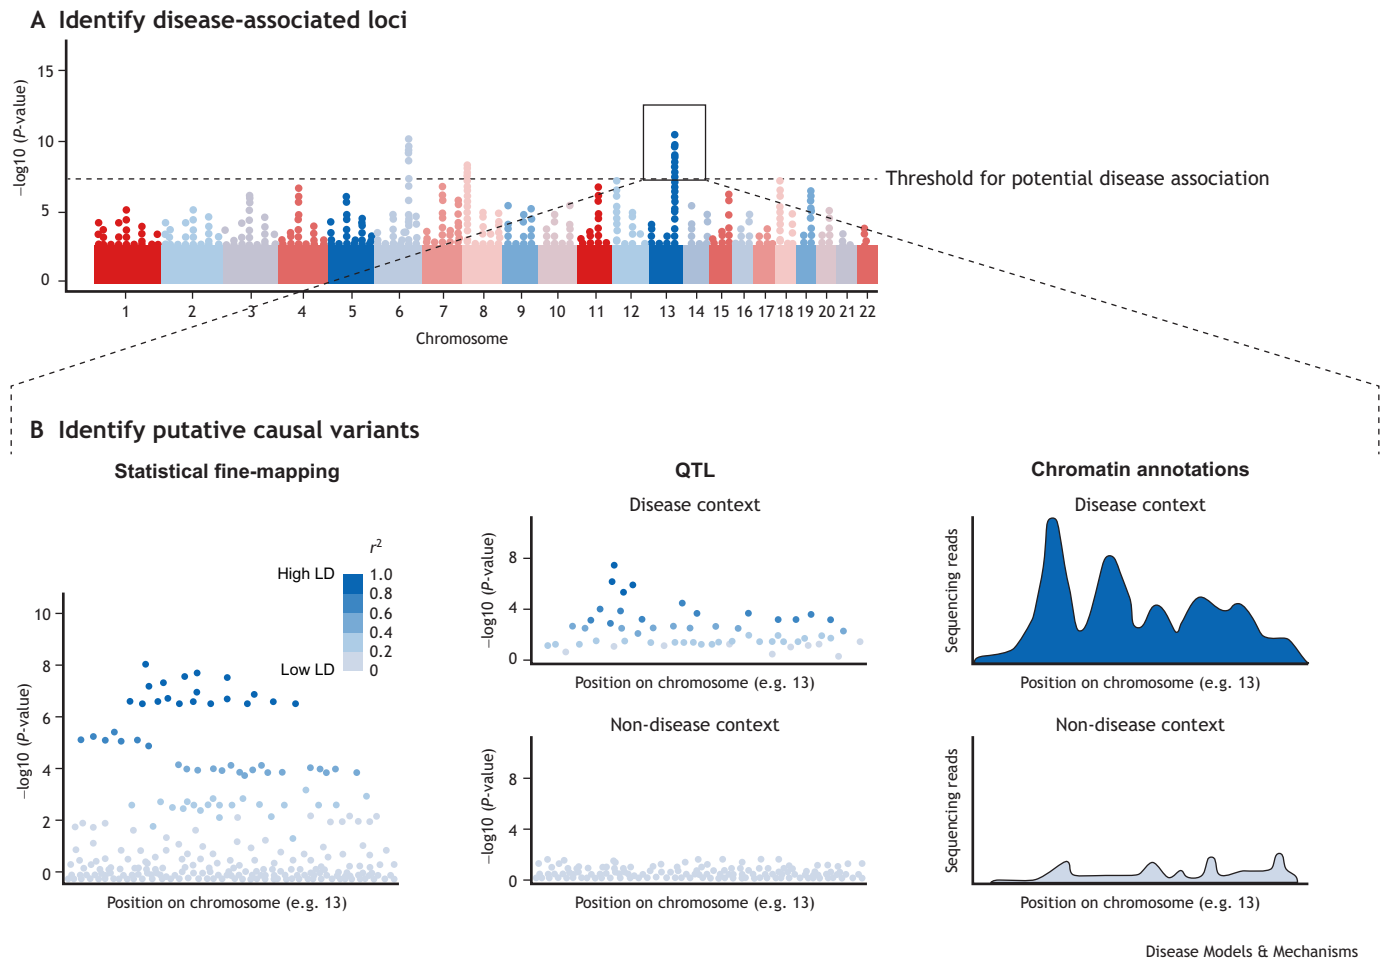 A Identify disease-associated loci
–log10 (P-value)
15
10
5
0
Threshold for potential disease association
1 2 3 4 5 6 7 8 9 10 11 12 13 14 15 16 17 18 19 20 21 22
Chromosome
B Identify putative causal variants
Statistical fine-mapping
r2
High LD
1.0
0.8
0.6
0.4
0.2
Low LD
0
–log10 (P-value)
10
8
6
4
2
0
Position on chromosome (e.g. 13)
QTL
Disease context
–log10 (P-value)
8
4
0
Position on chromosome (e.g. 13)
Non-disease context
–log10 (P-value)
8
4
0
Position on chromosome (e.g. 13)
Chromatin annotations
Disease context
Sequencing reads
Position on chromosome (e.g. 13)
Non-disease context
Sequencing reads
Position on chromosome (e.g. 13)
Disease Models & Mechanisms